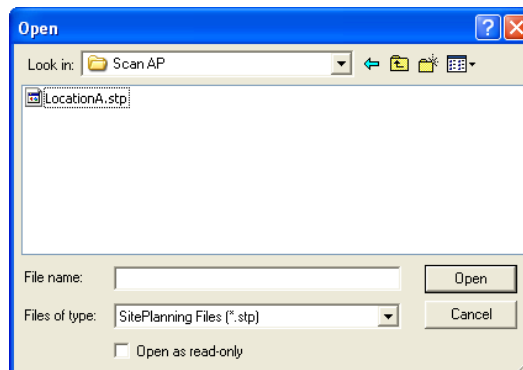 Open
Look in: Scan AP
LocationA.stp
File name: Open
Files of type: SitePlanning Files (*.stp) Cancel
Open as read-only